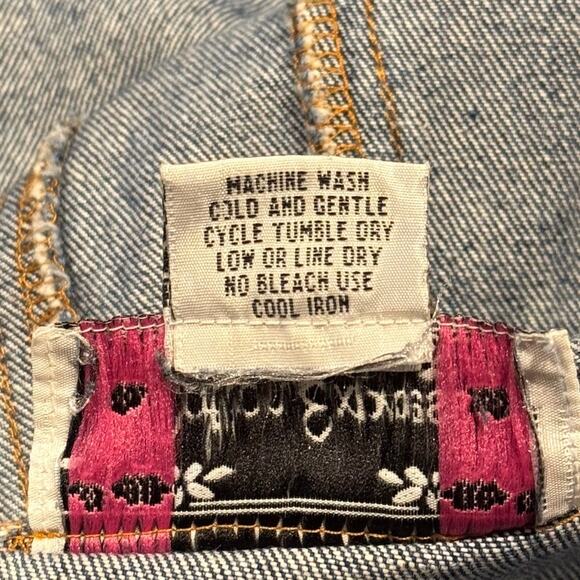 MACHINE WASH
COLD AND GENTLE
CYCLE TUMBLE DRY
LOW OR LINE DRY
NO BLEACH USE
COOL IRON